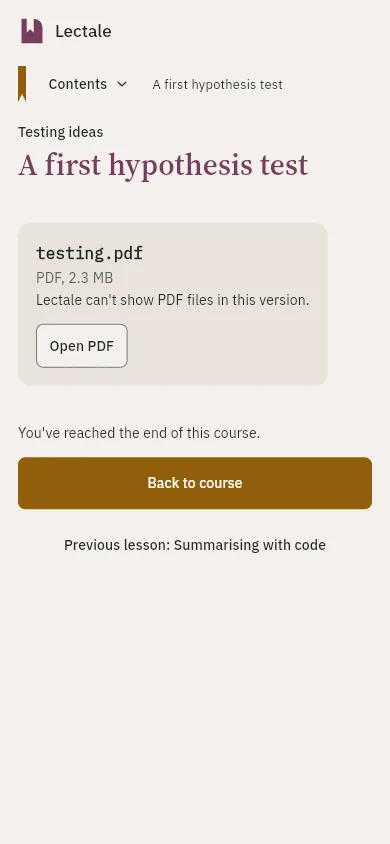 Lectale
Contents
A first hypothesis test
Testing ideas
A first hypothesis test
testing.pdf
PDF, 2.3 MB
Lectale can't show PDF files in this version.
Open PDF
You've reached the end of this course.
Back to course
Previous lesson: Summarising with code